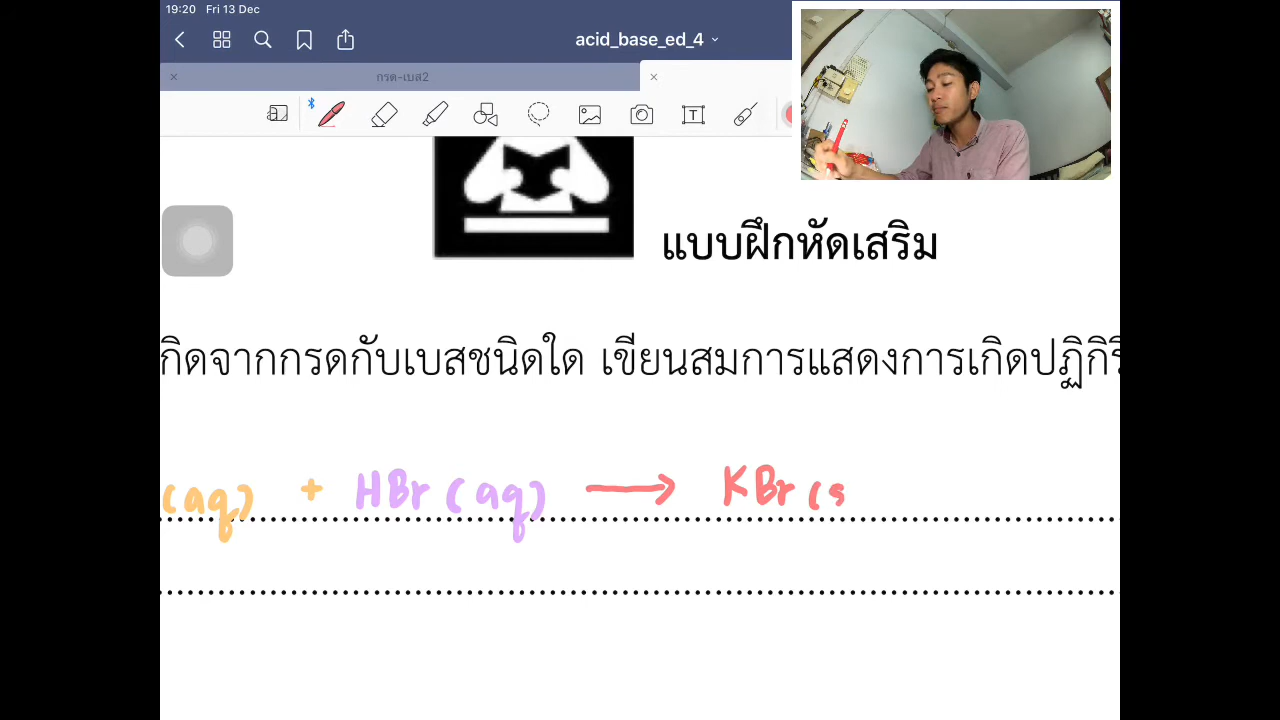 19:20 Fri 13 Dec
acid_base_ed_4
กรด-เบส2
T
แบบฝึกหัดเสริม
กิดจากกรดกับเบสชนิดใด เขียนสมการแสดงการเกิดปฏิกิริ
(aq) + HBr (aq) → KBr (s